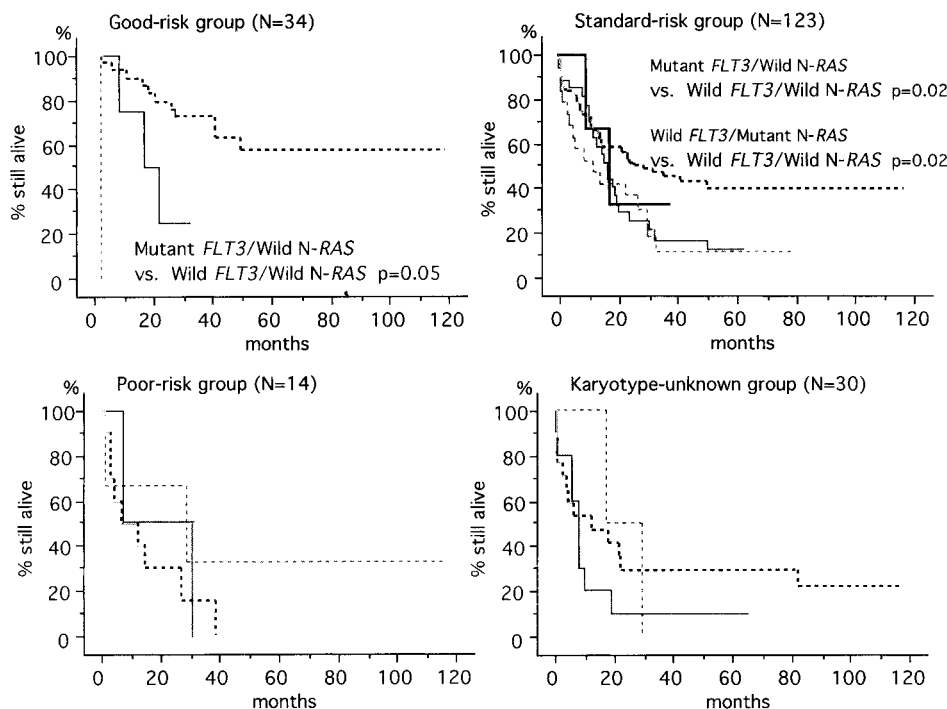 Good-risk group (N=34)
%
100
80
60
40
20
0
% still alive
Mutant FLT3/Wild N-RAS
vs. Wild FLT3/Wild N-RAS p=0.05
0 20 40 60 80 100 120
months
Standard-risk group (N=123)
%
100
80
60
40
20
0
% still alive
Mutant FLT3/Wild N-RAS
vs. Wild FLT3/Wild N-RAS p=0.02
Wild FLT3/Mutant N-RAS
vs. Wild FLT3/Wild N-RAS p=0.02
0 20 40 60 80 100 120
months
Poor-risk group (N=14)
%
100
80
60
40
20
0
% still alive
0 20 40 60 80 100 120
months
Karyotype-unknown group (N=30)
%
100
80
60
40
20
0
% still alive
0 20 40 60 80 100 120
months